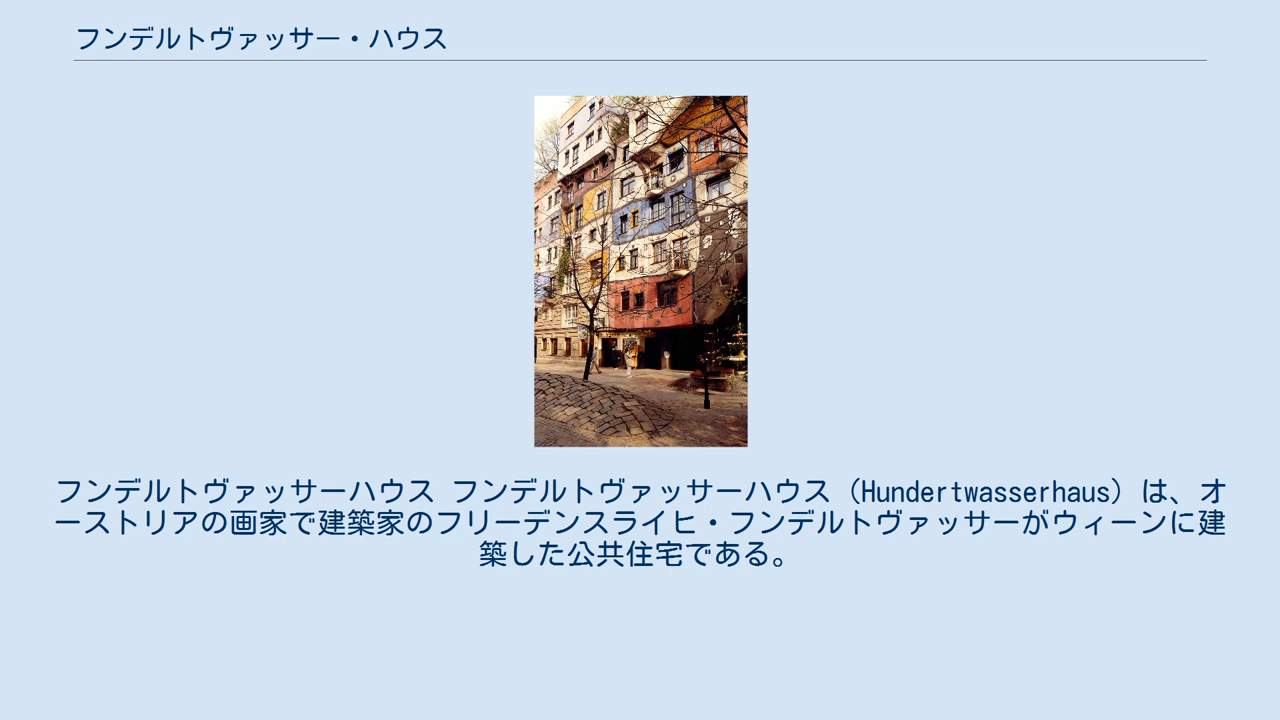 フンデルトヴァッサー・ハウス
フンデルトヴァッサーハウス フンデルトヴァッサーハウス（Hundertwasserhaus）は、オ
ーストリアの画家で建築家のフリーデンスライヒ・フンデルトヴァッサーがウィーンに建
築した公共住宅である。